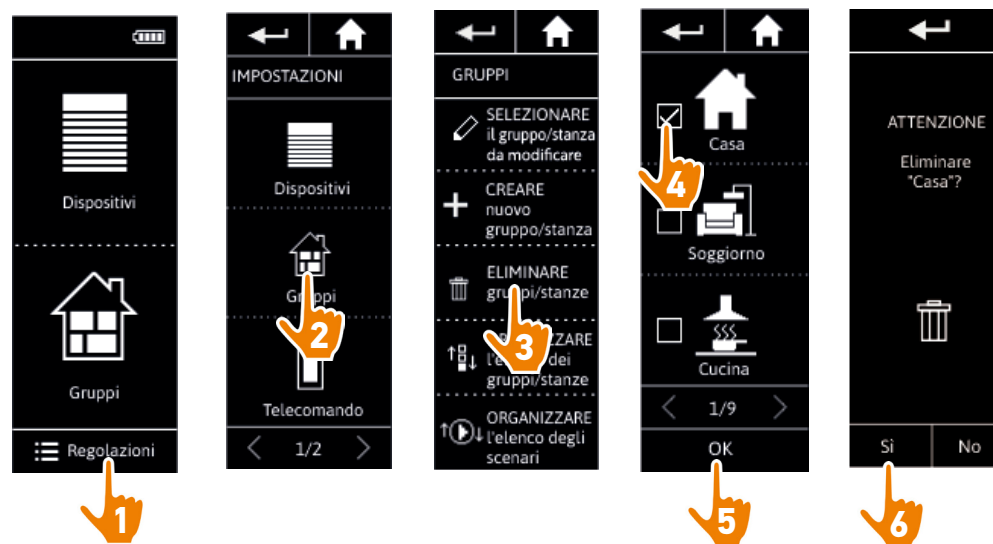 Dispositivi
Gruppi
Regolazioni
1
IMPOSTAZIONI
Dispositivi
Gruppi
2
Telecomando
1/2
GRUPPI
SELEZIONARE
il gruppo/stanza
da modificare
CREARE
nuovo
gruppo/stanza
ELIMINARE
gruppi/stanze
3
ZZARE
dei
gruppi/stanze
ORGANIZZARE
l'elenco degli
scenari
Casa
4
Soggiorno
Cucina
1/9
OK
5
ATTENZIONE
Eliminare
"Casa"?
Sì No
6